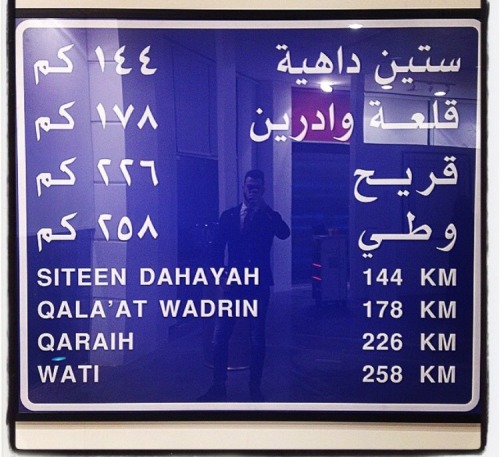 ستين داهية ١٤٤ كم
قلعة وادرين ١٧٨ كم
قريح ٢٢٦ كم
وطي ٢٥٨ كم
SITEEN DAHAYAH 144 KM
QALA'AT WADRIN 178 KM
QARAIH 226 KM
WATI 258 KM